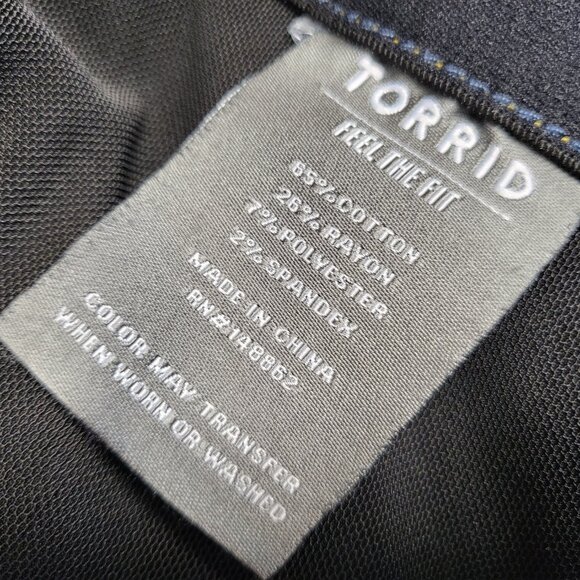 TORRID
FEEL THE FIT
65% COTTON
26% RAYON
7% POLYESTER
2% SPANDEX
MADE IN CHINA
RN#148862
COLOR MAY TRANSFER
WHEN WORN OR WASHED